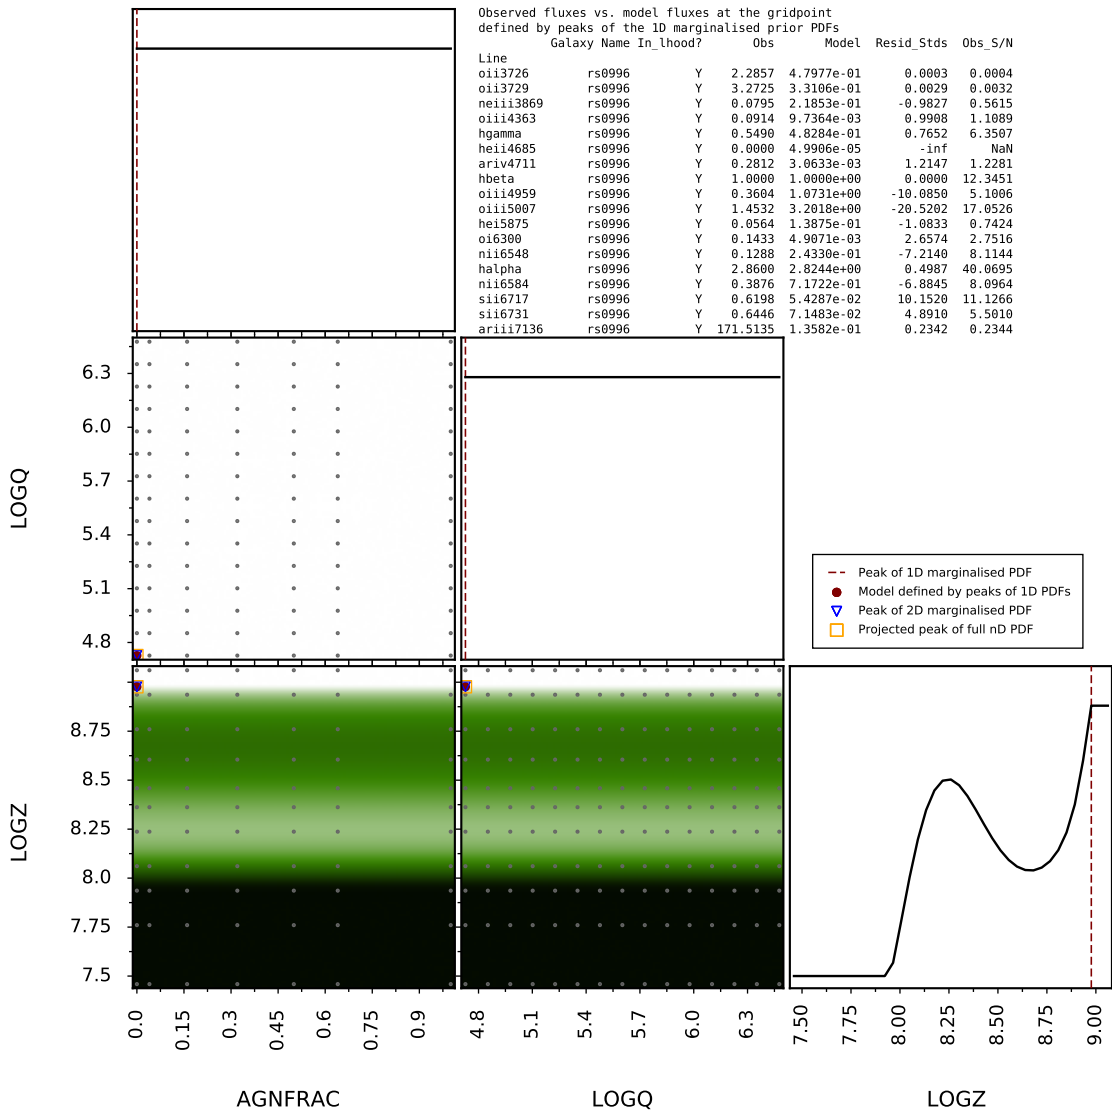 Observed fluxes vs. model fluxes at the gridpoint
defined by peaks of the 1D marginalised prior PDFs
Galaxy Name In_lhood? Obs Model Resid_Stds Obs_S/N
Line
oii3726 rs0996 Y 2.2857 4.7977e-01 0.0003 0.0004
oii3729 rs0996 Y 3.2725 3.3106e-01 0.0029 0.0032
neiii3869 rs0996 Y 0.0795 2.1853e-01 -0.9827 0.5615
oiii4363 rs0996 Y 0.0914 9.7364e-03 0.9908 1.1089
hgamma rs0996 Y 0.5490 4.8284e-01 0.7652 6.3507
heii4685 rs0996 Y 0.0000 4.9906e-05 -inf NaN
ariv4711 rs0996 Y 0.2812 3.0633e-03 1.2147 1.2281
hbeta rs0996 Y 1.0000 1.0000e+00 0.0000 12.3451
oiii4959 rs0996 Y 0.3604 1.0731e+00 -10.0850 5.1006
oiii5007 rs0996 Y 1.4532 3.2018e+00 -20.5202 17.0526
hei5875 rs0996 Y 0.0564 1.3875e-01 -1.0833 0.7424
oi6300 rs0996 Y 0.1433 4.9071e-03 2.6574 2.7516
nii6548 rs0996 Y 0.1288 2.4330e-01 -7.2140 8.1144
halpha rs0996 Y 2.8600 2.8244e+00 0.4987 40.0695
nii6584 rs0996 Y 0.3876 7.1722e-01 -6.8845 8.0964
sii6717 rs0996 Y 0.6198 5.4287e-02 10.1520 11.1266
sii6731 rs0996 Y 0.6446 7.1483e-02 4.8910 5.5010
ariii7136 rs0996 Y 171.5135 1.3582e-01 0.2342 0.2344
6.3
6.0
5.7
5.4
5.1
4.8
LOGQ
Peak of 1D marginalised PDF
Model defined by peaks of 1D PDFs
Peak of 2D marginalised PDF
Projected peak of full nD PDF
8.75
8.5
8.25
8.0
7.75
7.5
LOGZ
0.0 0.15 0.3 0.45 0.6 0.75 0.9
4.8 5.1 5.4 5.7 6.0 6.3
7.50 7.75 8.00 8.25 8.50 8.75 9.00
AGNFRAC LOGQ LOGZ